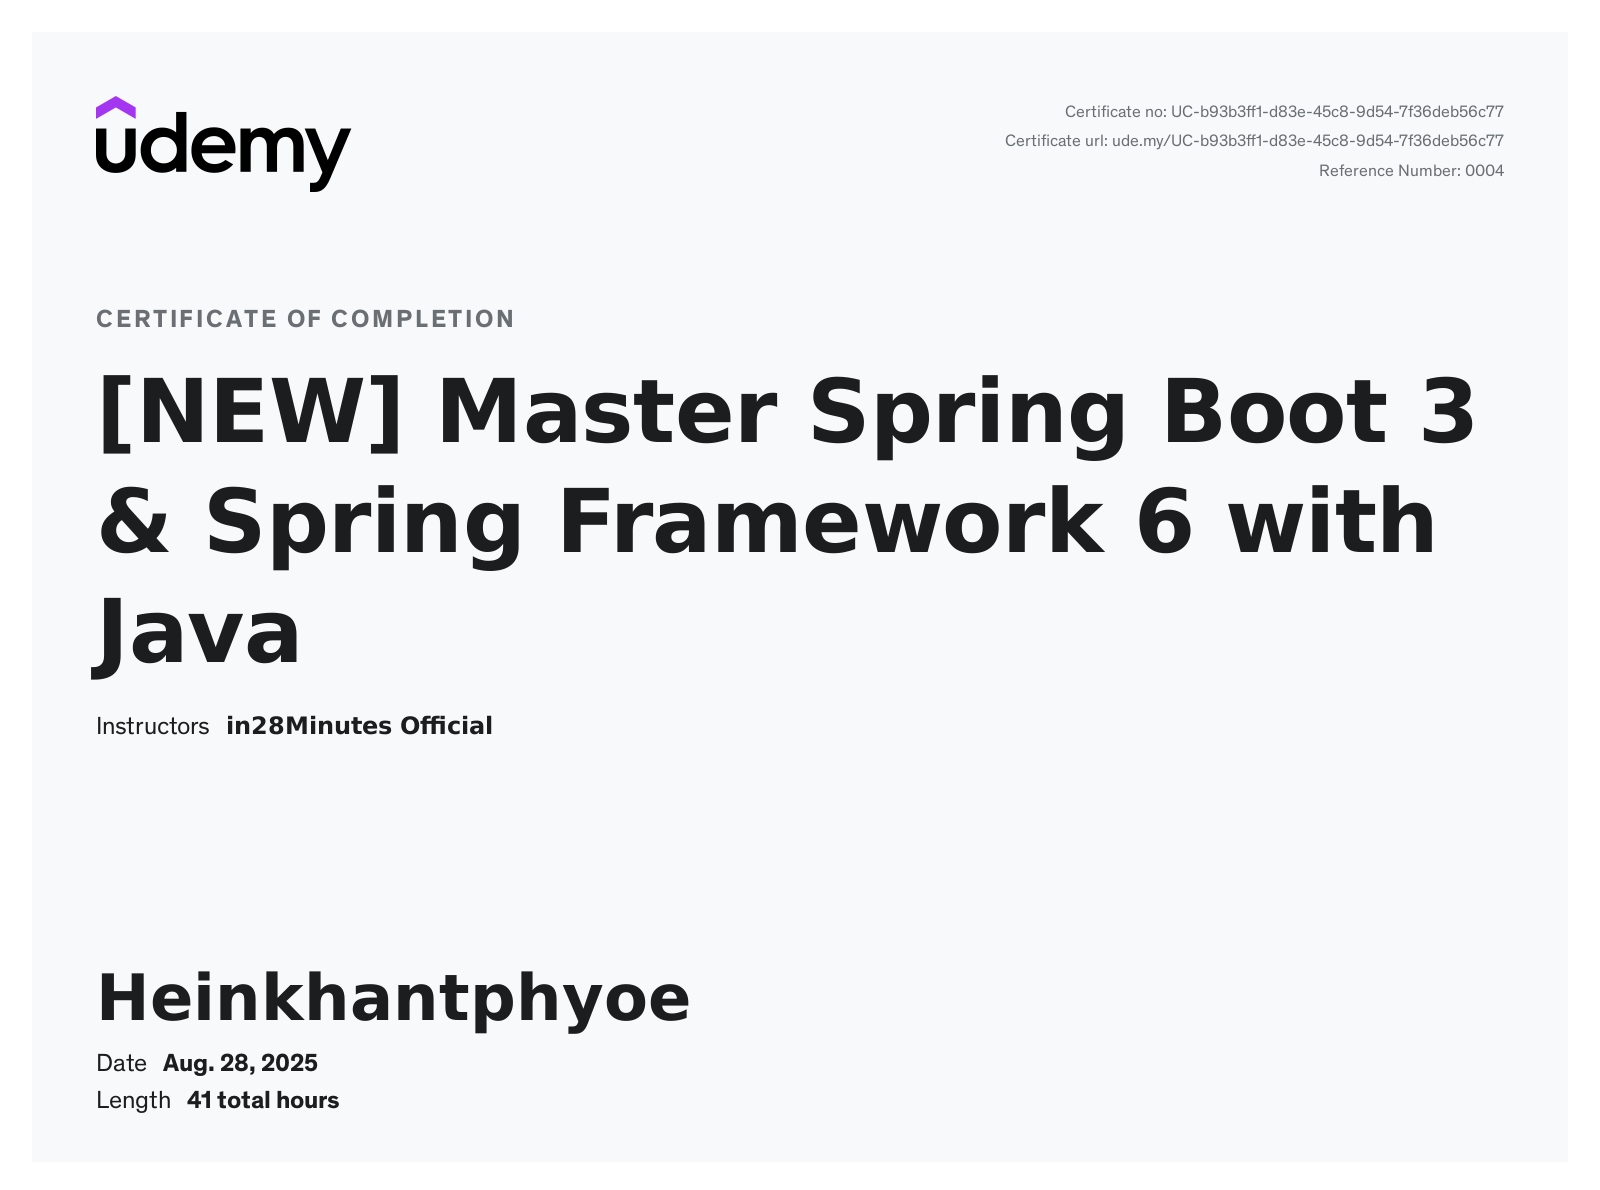 udemy
Certificate no: UC-b93b3ff1-d83e-45c8-9d54-7f36deb56c77
Certificate url: ude.my/UC-b93b3ff1-d83e-45c8-9d54-7f36deb56c77
Reference Number: 0004
CERTIFICATE OF COMPLETION
[NEW] Master Spring Boot 3
& Spring Framework 6 with
Java
Instructors in28Minutes Official
Heinkhantphyoe
Date Aug. 28, 2025
Length 41 total hours